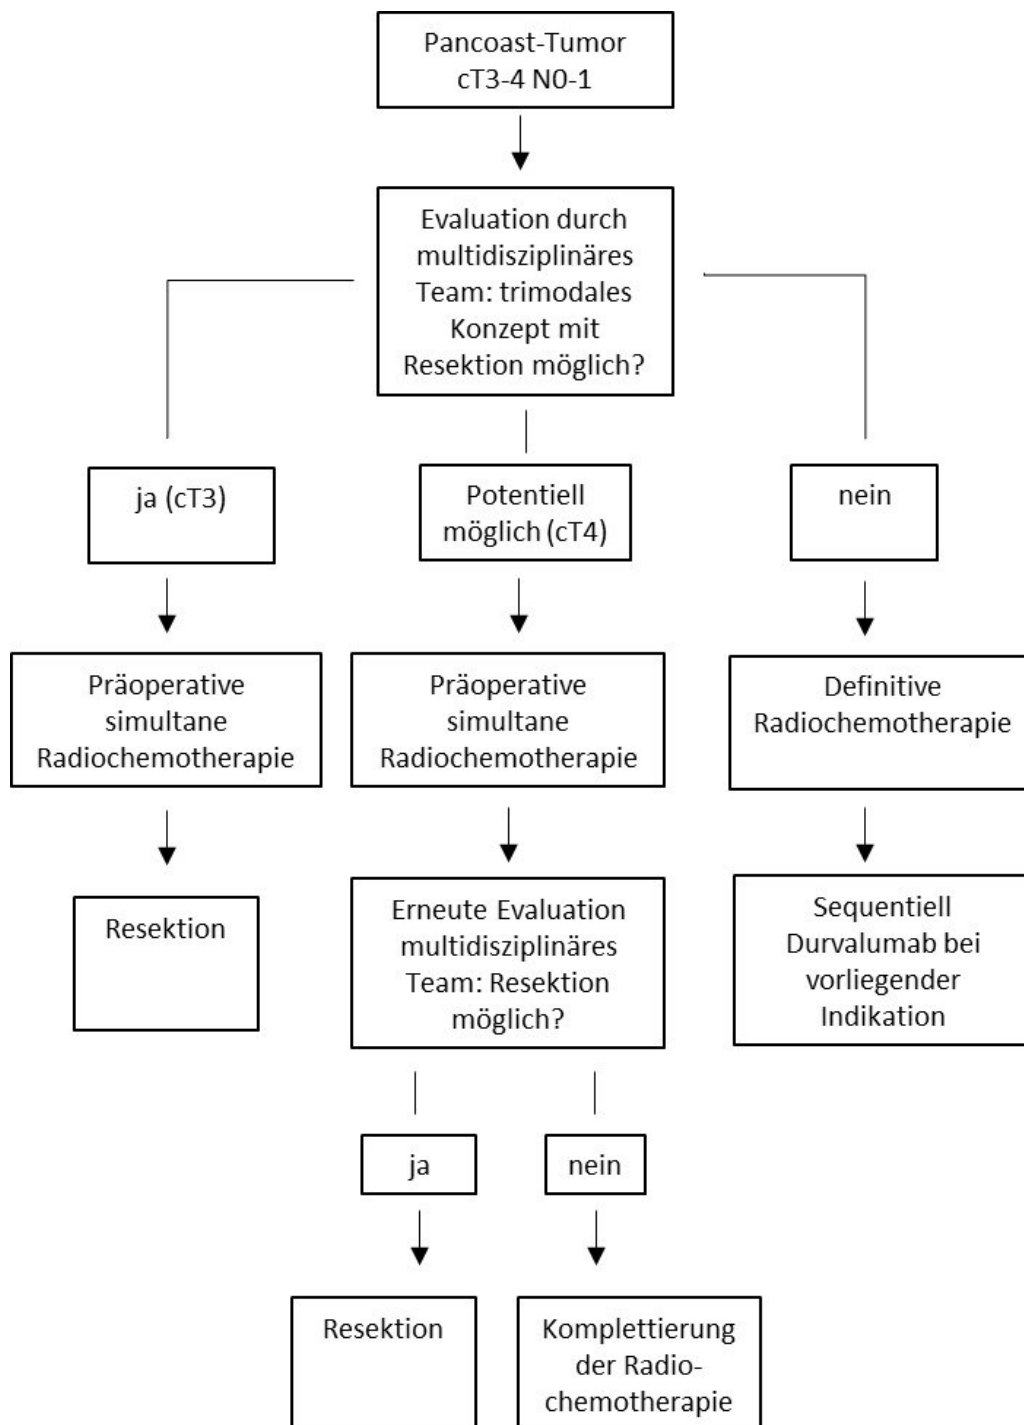 Pancoast-Tumor
cT3-4 N0-1
Evaluation durch
multidisziplinäres
Team: trimodales
Konzept mit
Resektion möglich?
ja (cT3)
Potentiell
möglich (cT4)
nein
Präoperative
simultane
Radiochemotherapie
Präoperative
simultane
Radiochemotherapie
Definitive
Radiochemotherapie
Resektion
Erneute Evaluation
multidisziplinäres
Team: Resektion
möglich?
Sequentiell
Durvalumab bei
vorliegender
Indikation
ja
nein
Resektion
Komplettierung
der Radio-
chemotherapie